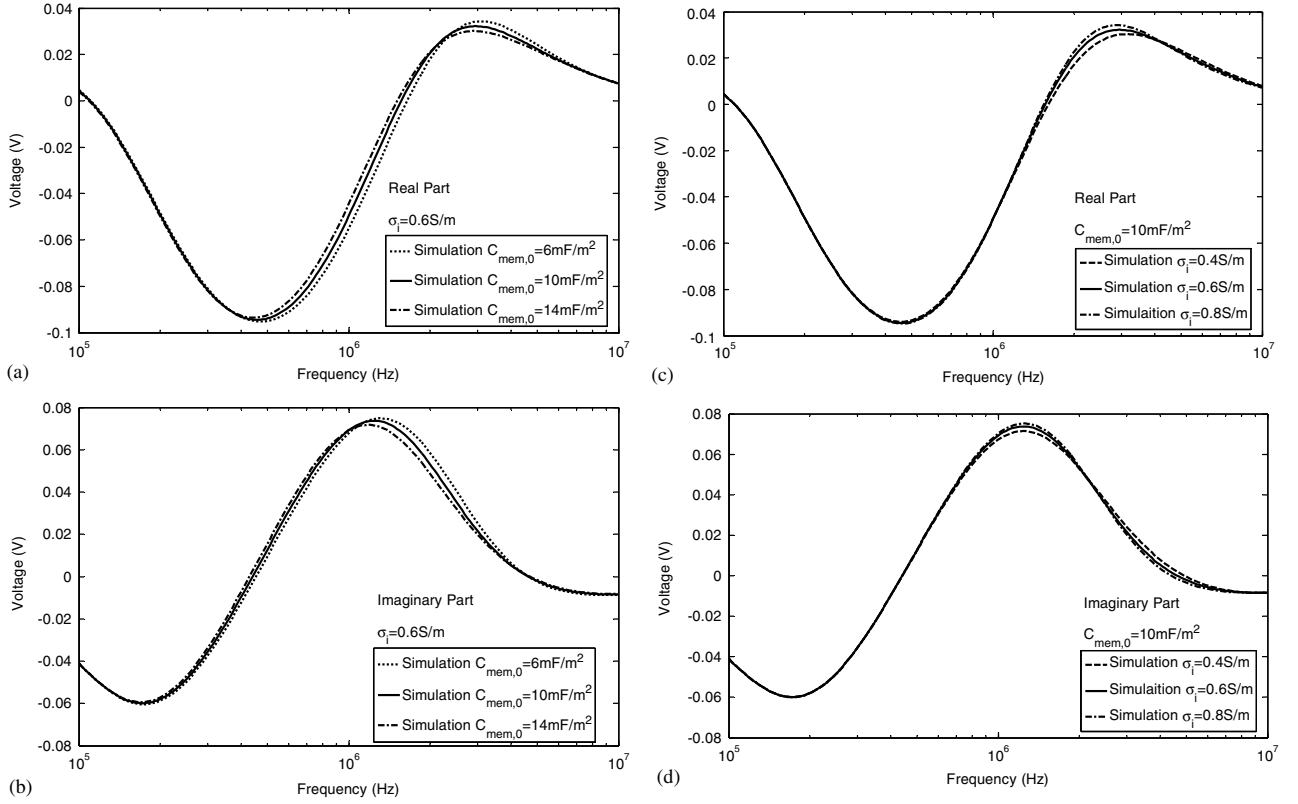 0.04
0.02
0
-0.02
-0.04
-0.06
-0.08
-0.1
Voltage (V)
Real Part
σi=0.6S/m
Simulation Cmem,0=6mF/m2
Simulation Cmem,0=10mF/m2
Simulation Cmem,0=14mF/m2
10^5
10^6
10^7
Frequency (Hz)
(a)
0.04
0.02
0
-0.02
-0.04
-0.06
-0.08
-0.1
Voltage (V)
Real Part
Cmem,0=10mF/m2
Simulation σi=0.4S/m
Simulation σi=0.6S/m
Simulaition σi=0.8S/m
10^5
10^6
10^7
Frequency (Hz)
(c)
0.08
0.06
0.04
0.02
0
-0.02
-0.04
-0.06
-0.08
Voltage (V)
Imaginary Part
σi=0.6S/m
Simulation Cmem,0=6mF/m2
Simulation Cmem,0=10mF/m2
Simulation Cmem,0=14mF/m2
10^5
10^6
10^7
Frequency (Hz)
(b)
0.08
0.06
0.04
0.02
0
-0.02
-0.04
-0.06
-0.08
Voltage (V)
Imaginary Part
Cmem,0=10mF/m2
Simulation σi=0.4S/m
Simulaition σi=0.6S/m
Simulation σi=0.8S/m
10^5
10^6
10^7
Frequency (Hz)
(d)